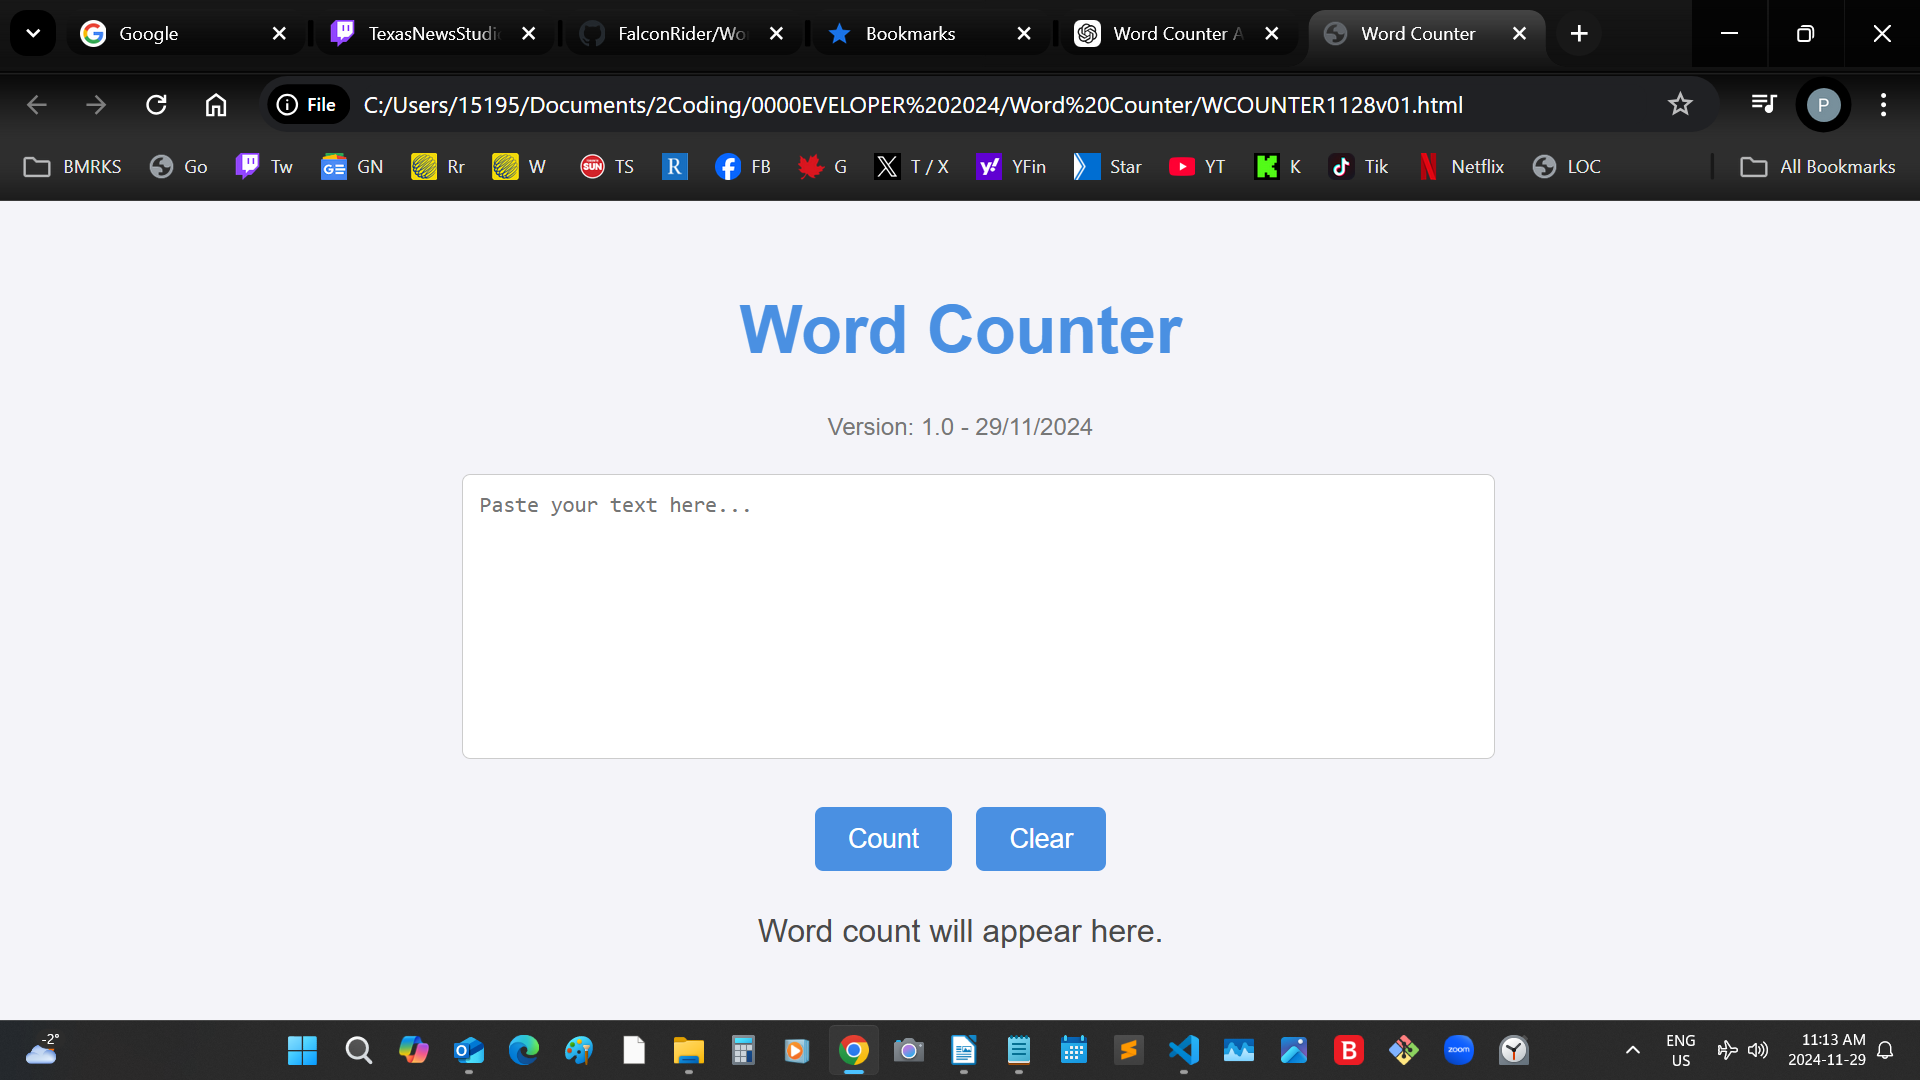 Google
TexasNewsStudi
FalconRider/Wo
Bookmarks
Word Counter A
Word Counter
File
C:/Users/15195/Documents/2Coding/0000EVELOPER%202024/Word%20Counter/WCOUNTER1128v01.html
P
BMRKS
Go
Tw
GN
Rr
W
TS
FB
G
T / X
YFin
Star
YT
K
Tik
Netflix
LOC
All Bookmarks
Word Counter
Version: 1.0 - 29/11/2024
Paste your text here...
Count
Clear
Word count will appear here.
-2°
zoom
ENG
US
11:13 AM
2024-11-29